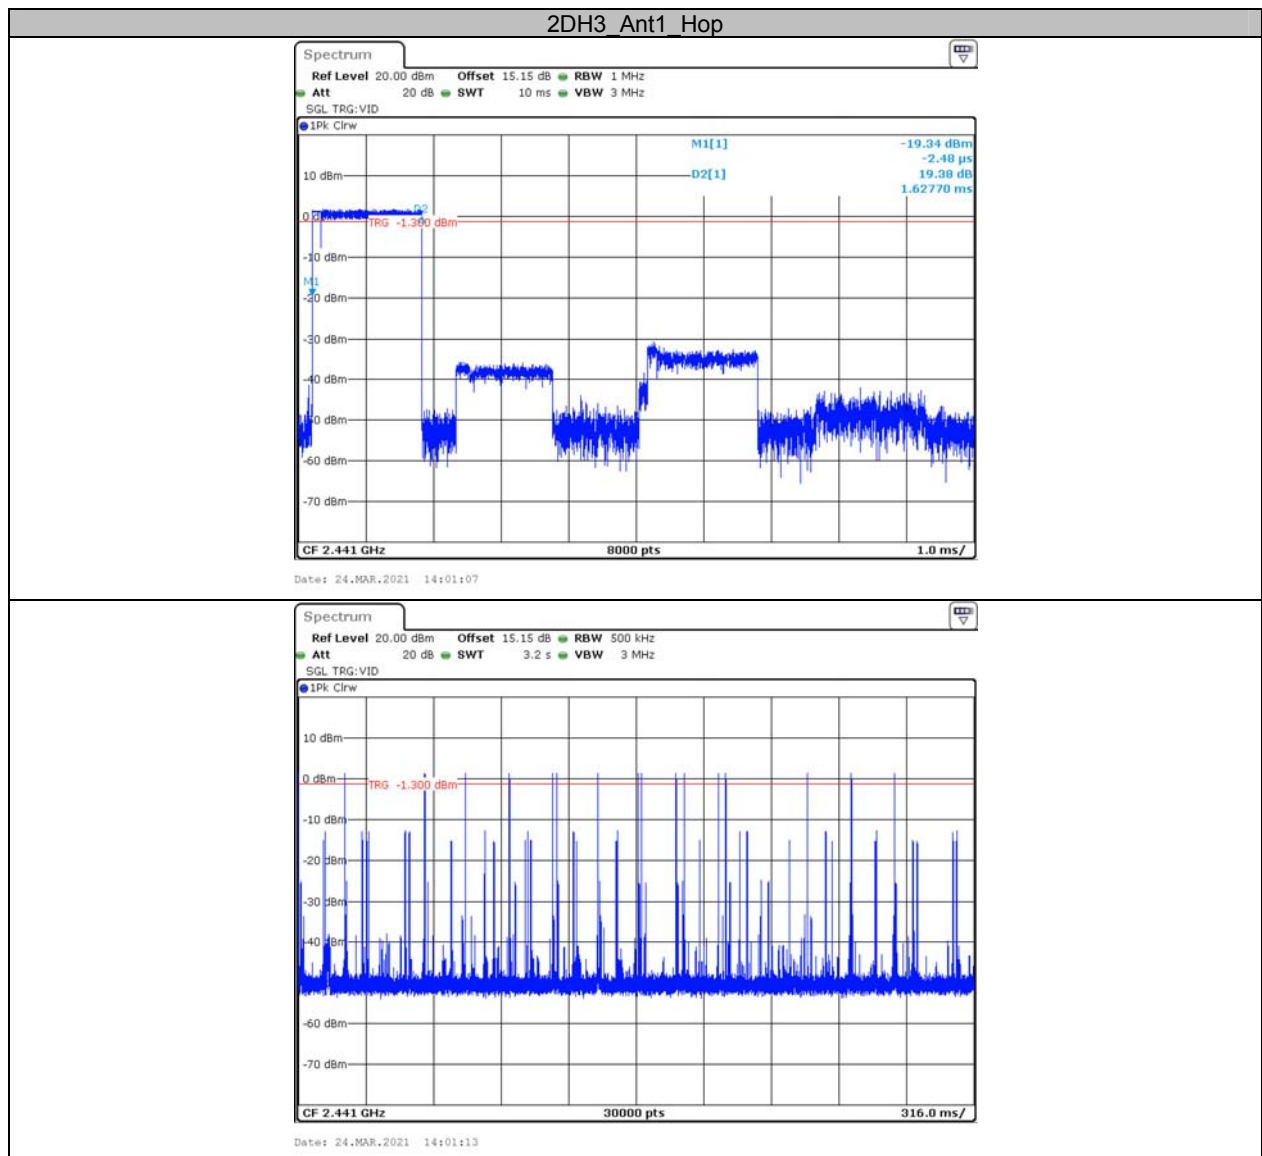 2DH3_Ant1_Hop
Spectrum
Ref Level 20.00 dBm Offset 15.15 dB RBW 1 MHz
Att 20 dB SWT 10 ms VBW 3 MHz
SGL TRG:VID
1Pk Clrw
M1[1] -19.34 dBm
-2.48 µs
10 dBm D2[1] 19.38 dB
1.62770 ms
D2
TRG -1.300 dBm
-10 dBm
M1
-20 dBm
-30 dBm
-40 dBm
-60 dBm
-70 dBm
CF 2.441 GHz 8000 pts 1.0 ms/
Date: 24.MAR.2021 14:01:07
Spectrum
Ref Level 20.00 dBm Offset 15.15 dB RBW 500 kHz
Att 20 dB SWT 3.2 s VBW 3 MHz
SGL TRG:VID
1Pk Clrw
10 dBm
0 dBm
TRG -1.300 dBm
-10 dBm
-20 dBm
-30 dBm
-40 dBm
-60 dBm
-70 dBm
CF 2.441 GHz 30000 pts 316.0 ms/
Date: 24.MAR.2021 14:01:13